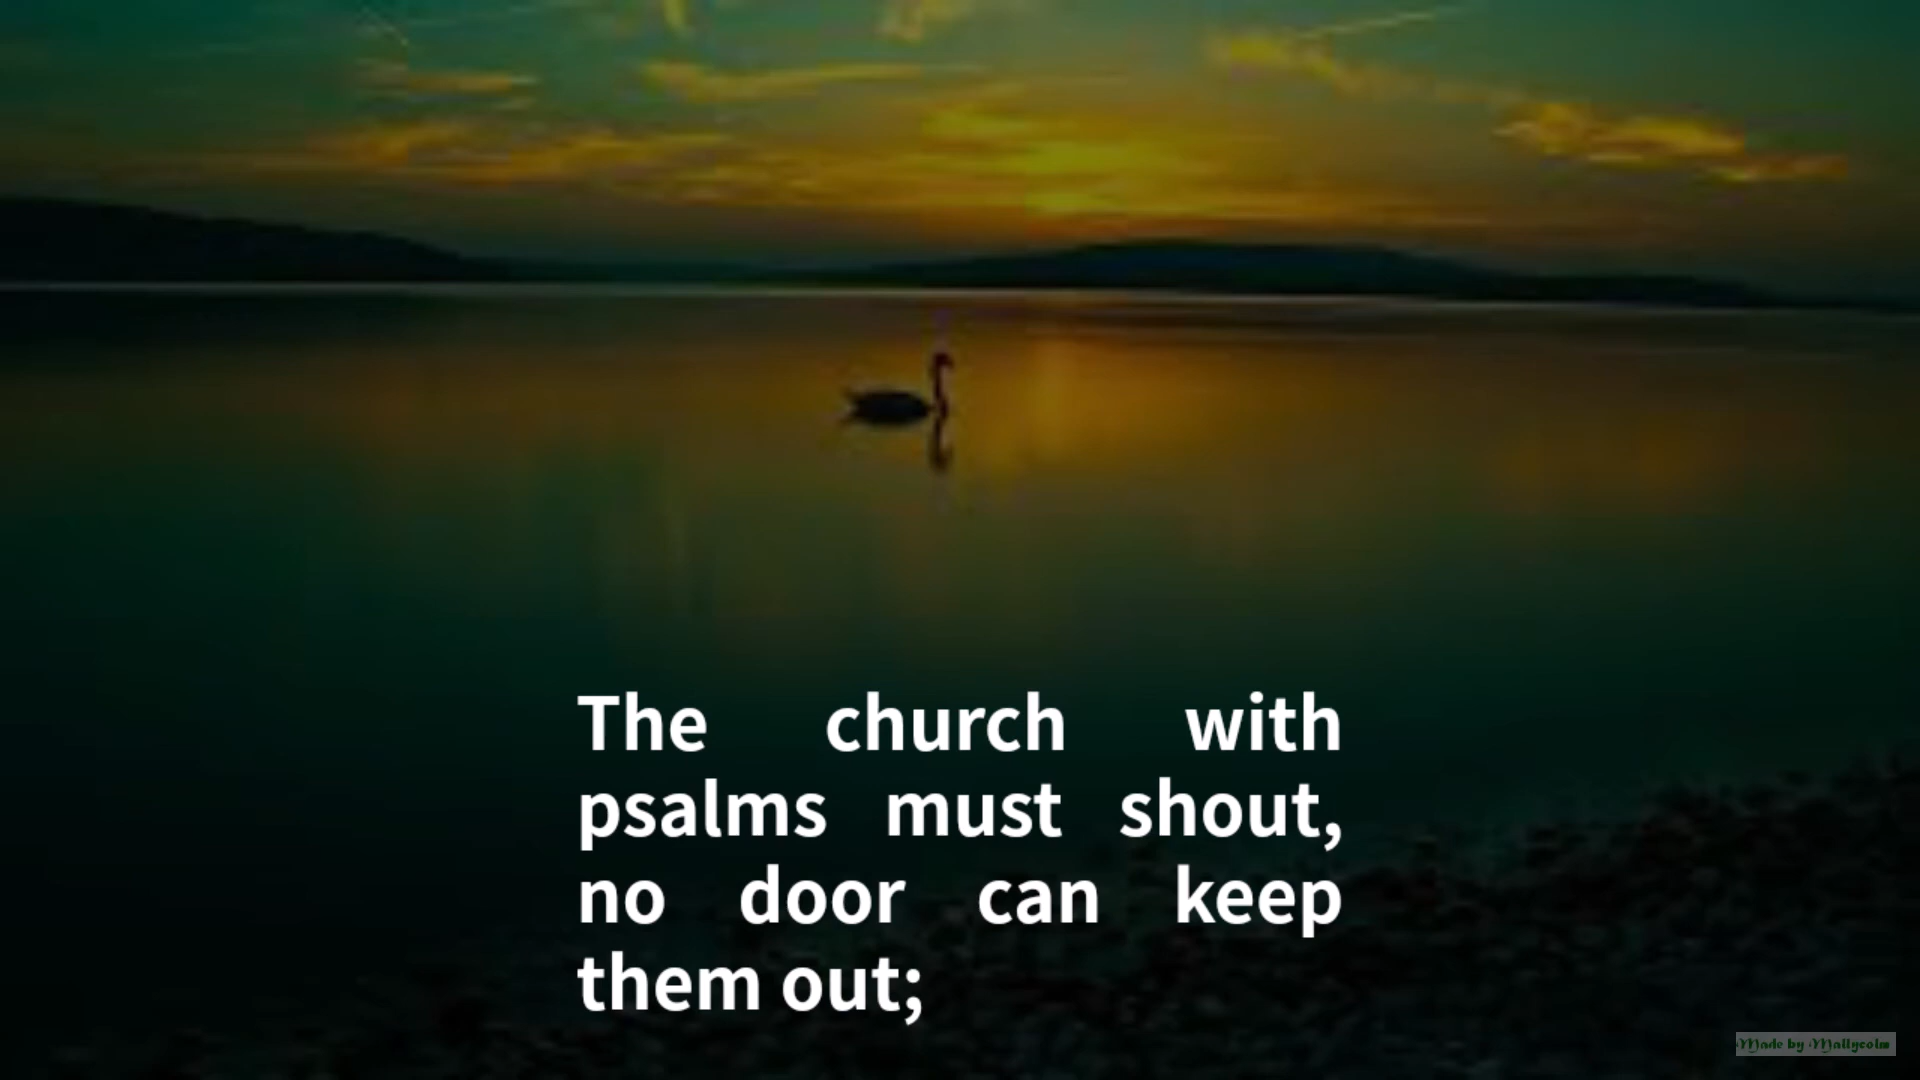 The church with
psalms must shout,
no door can keep
them out;
Made by Mallycolm